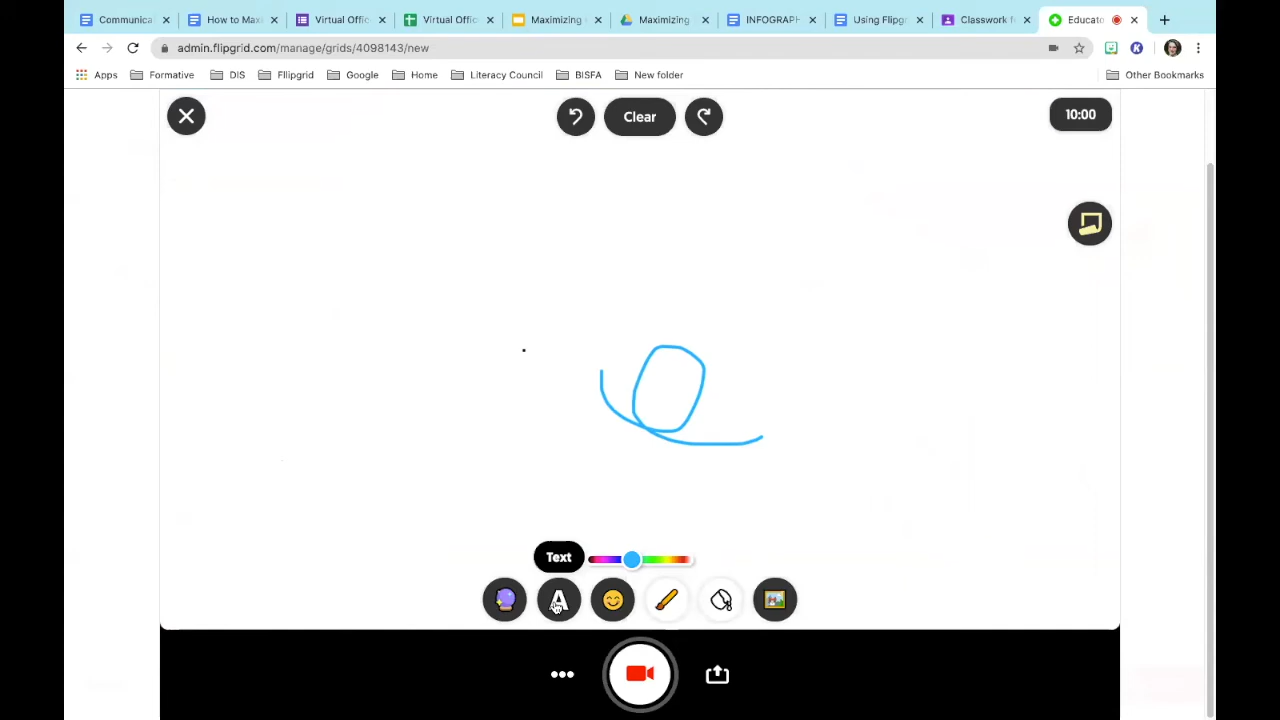 Communica
How to Max
Virtual Offic
Virtual Offic
Maximizing
Maximizing
INFOGRAPH
Using Flipgr
Classwork f
Educato
admin.flipgrid.com/manage/grids/4098143/new
Apps
Formative
DIS
Flipgrid
Google
Home
Literacy Council
BISFA
New folder
Other Bookmarks
Clear
10:00
Text
A